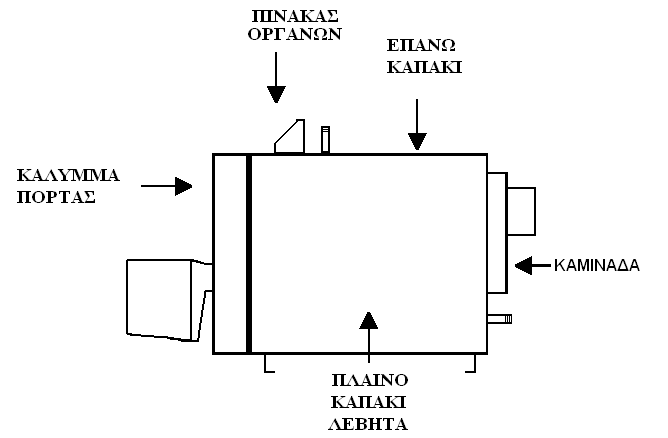 ΠΙΝΑΚΑΣ
ΟΡΓΑΝΩΝ
ΕΠΑΝΩ
ΚΑΠΑΚΙ
ΚΑΛΥΜΜΑ
ΠΟΡΤΑΣ
ΚΑΜΙΝΑΔΑ
ΠΛΑΙΝΟ
ΚΑΠΑΚΙ
ΛΕΒΗΤΑ